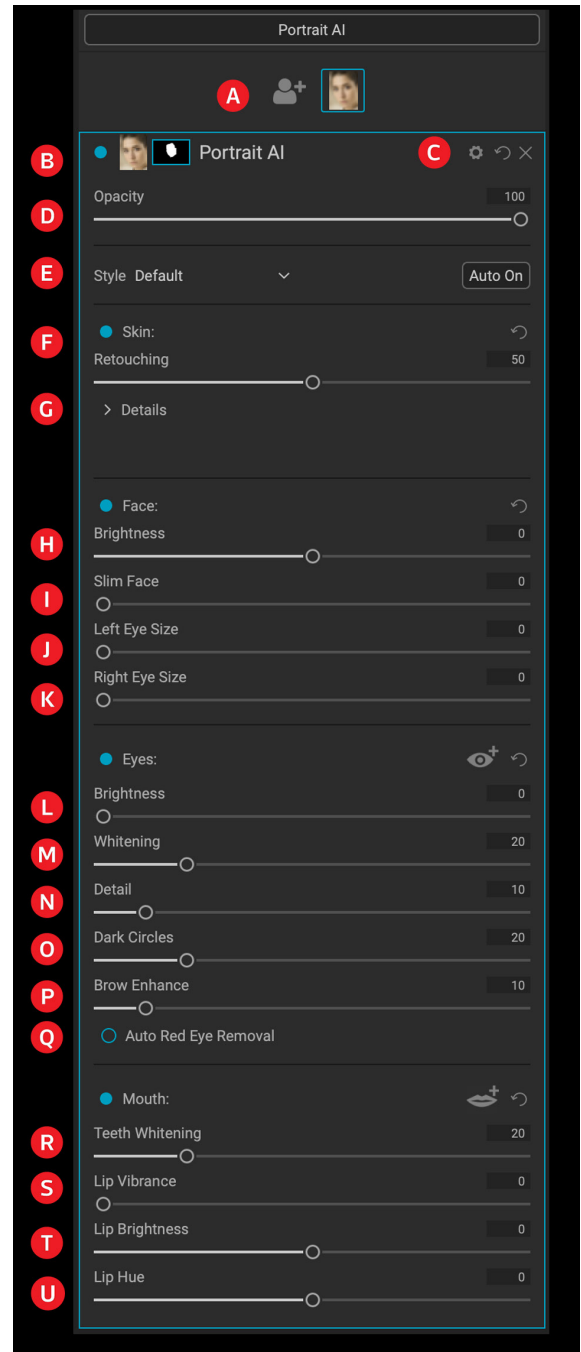 Portrait AI
A
B Portrait AI C
Opacity 100
D
E Style Default Auto On
F Skin:
Retouching 50
G Details
Face:
H Brightness 0
I Slim Face 0
J Left Eye Size 0
K Right Eye Size 0
Eyes:
L Brightness 0
M Whitening 20
N Detail 10
O Dark Circles 20
P Brow Enhance 10
Q Auto Red Eye Removal
Mouth:
R Teeth Whitening 20
S Lip Vibrance 0
T Lip Brightness 0
U Lip Hue 0